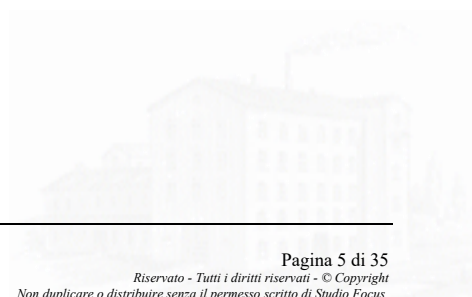 Pagina 5 di 35
Riservato - Tutti i diritti riservati - © Copyright
Non duplicare o distribuire senza il permesso scritto di Studio Focus